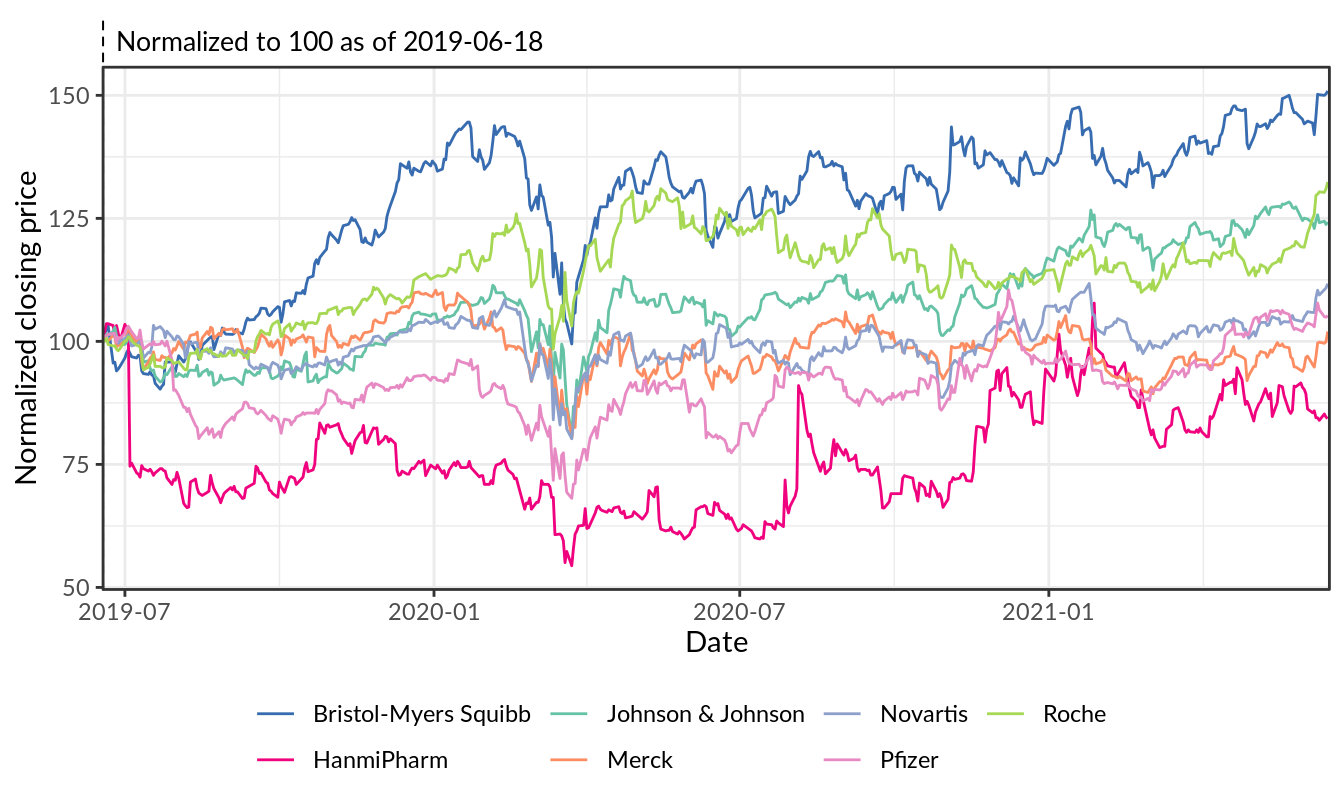 Normalized to 100 as of 2019-06-18
Normalized closing price
150
125
100
75
50
2019-07 2020-01 2020-07 2021-01
Date
Bristol-Myers Squibb Johnson & Johnson Novartis Roche
HanmiPharm Merck Pfizer